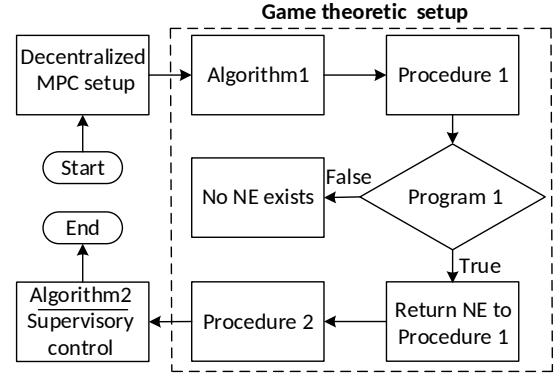 Game theoretic setup
Decentralized
MPC setup
Algorithm1
Procedure 1
Start
No NE exists
False
Program 1
End
True
Algorithm2
Supervisory
control
Procedure 2
Return NE to
Procedure 1